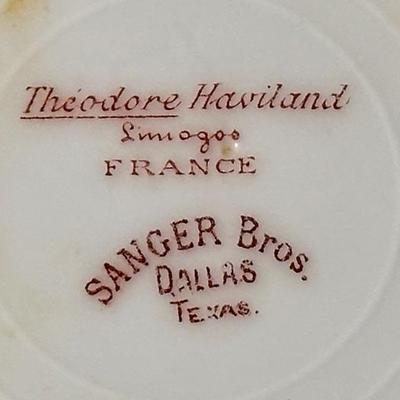 Théodore Haviland
Limoges
FRANCE
SANGER Bros.
DALLAS
TEXAS.